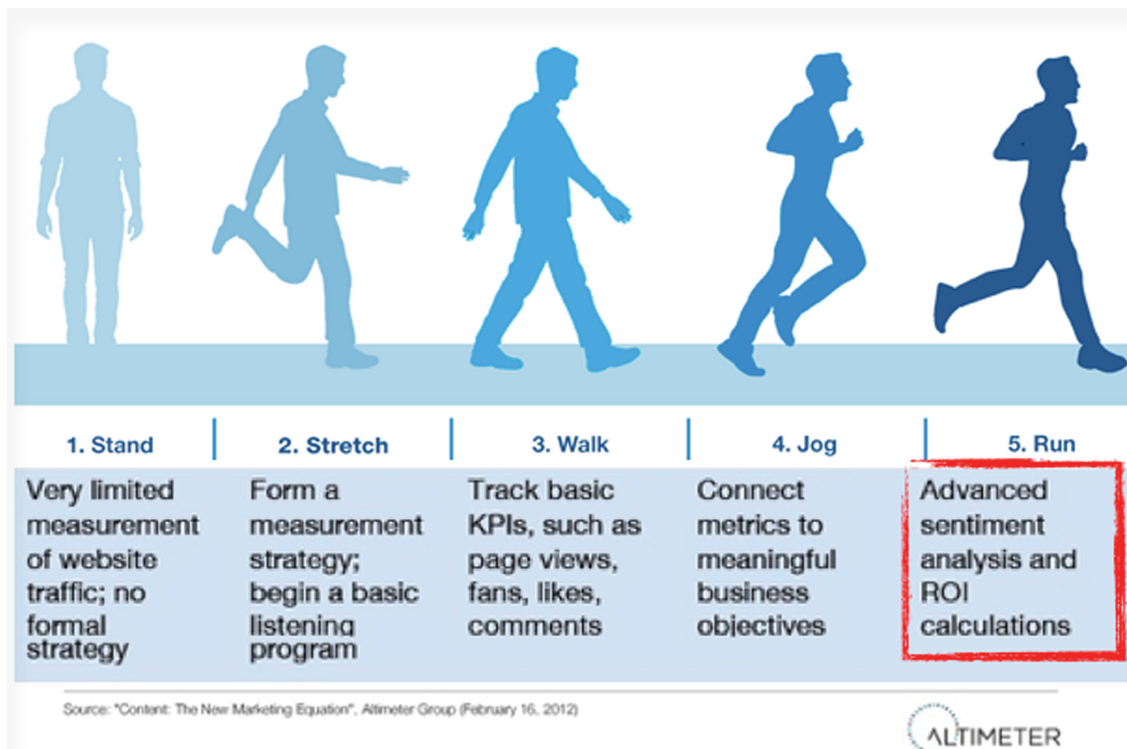 1. Stand
2. Stretch
3. Walk
4. Jog
5. Run
Very limited
measurement
of website
traffic; no
formal
strategy
Form a
measurement
strategy;
begin a basic
listening
program
Track basic
KPIs, such as
page views,
fans, likes,
comments
Connect
metrics to
meaningful
business
objectives
Advanced
sentiment
analysis and
ROI
calculations
Source: "Content: The New Marketing Equation", Altimeter Group (February 16, 2012)
ALTIMETER